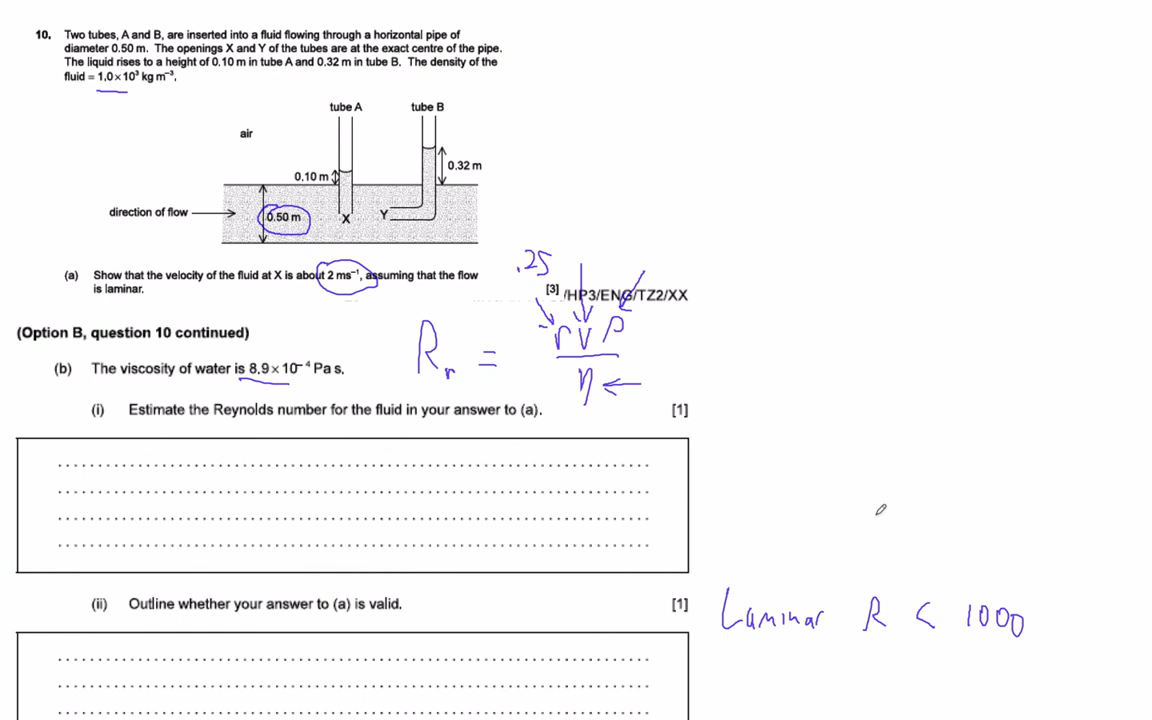 10. Two tubes, A and B, are inserted into a fluid flowing through a horizontal pipe of
diameter 0.50 m. The openings X and Y of the tubes are at the exact centre of the pipe.
The liquid rises to a height of 0.10 m in tube A and 0.32 m in tube B. The density of the
fluid = 1.0×10³ kg m⁻³.
tube A
tube B
air
0.32 m
0.10 m
direction of flow
0.50 m
X
Y
(a) Show that the velocity of the fluid at X is about 2 ms⁻¹, assuming that the flow
is laminar.
.25
[3]
/HP3/ENG/TZ2/XX
(Option B, question 10 continued)
R_r = r v ρ / η
(b) The viscosity of water is 8.9×10⁻⁴ Pa s.
(i) Estimate the Reynolds number for the fluid in your answer to (a). [1]
(ii) Outline whether your answer to (a) is valid. [1]
Laminar R < 1000